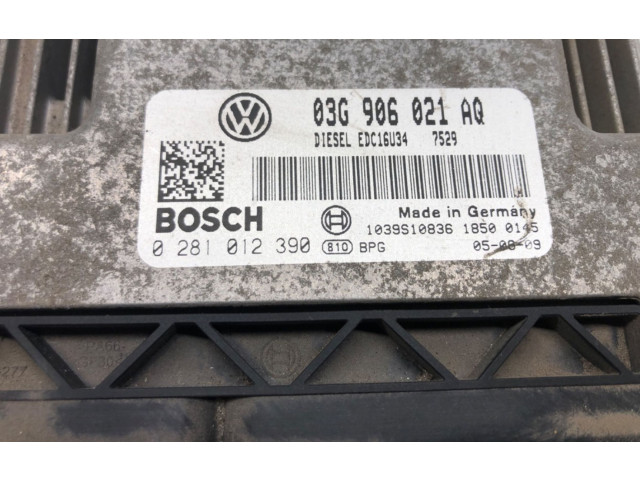 03G 906 021 AQ
DIESEL EDC16U34 7529
BOSCH
Made in Germany
1039S10836 1850 0145
0 281 012 390 810 BPG 05-08-09